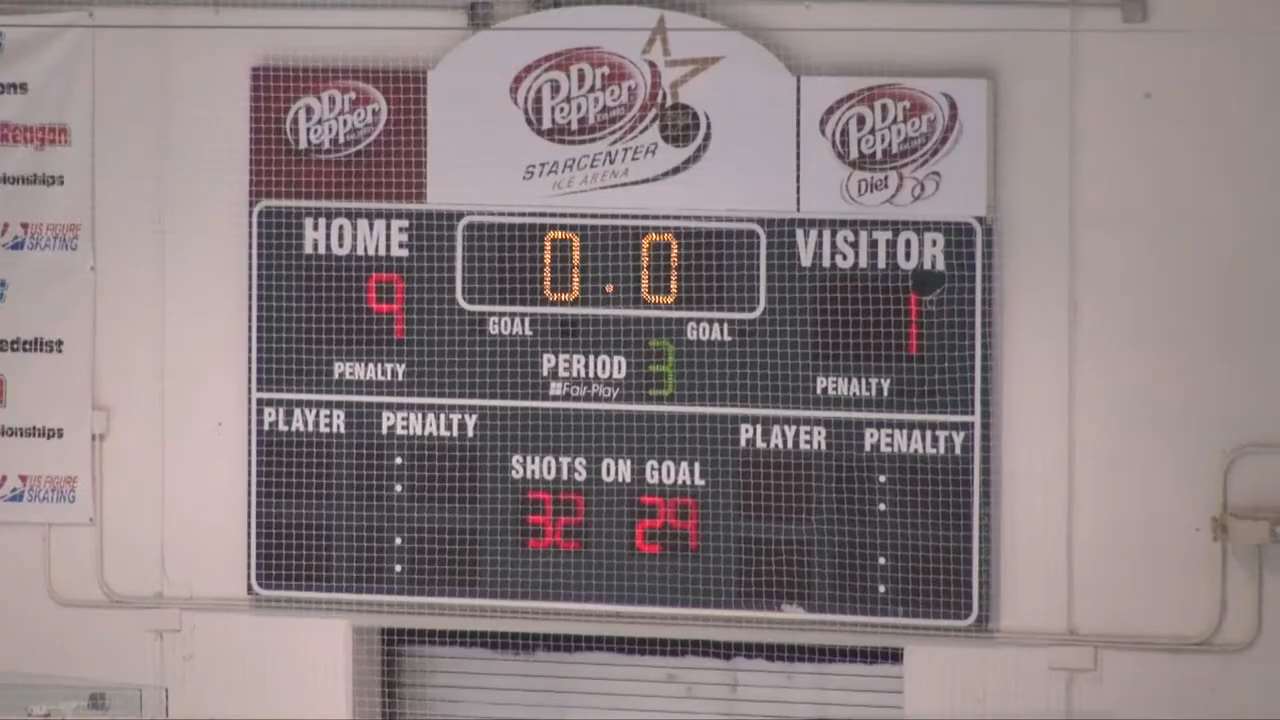 ons
Reagan
ionships
US FIGURE
SKATING
edalist
ionships
US FIGURE
SKATING
Dr
Pepper
Dr
Pepper
STARCENTER
ICE ARENA
Dr
Pepper
Diet
HOME
0.0
VISITOR
9
GOAL
GOAL
1
PERIOD 3
Fair-Play
PENALTY
PENALTY
PLAYER PENALTY
PLAYER PENALTY
SHOTS ON GOAL
32 29